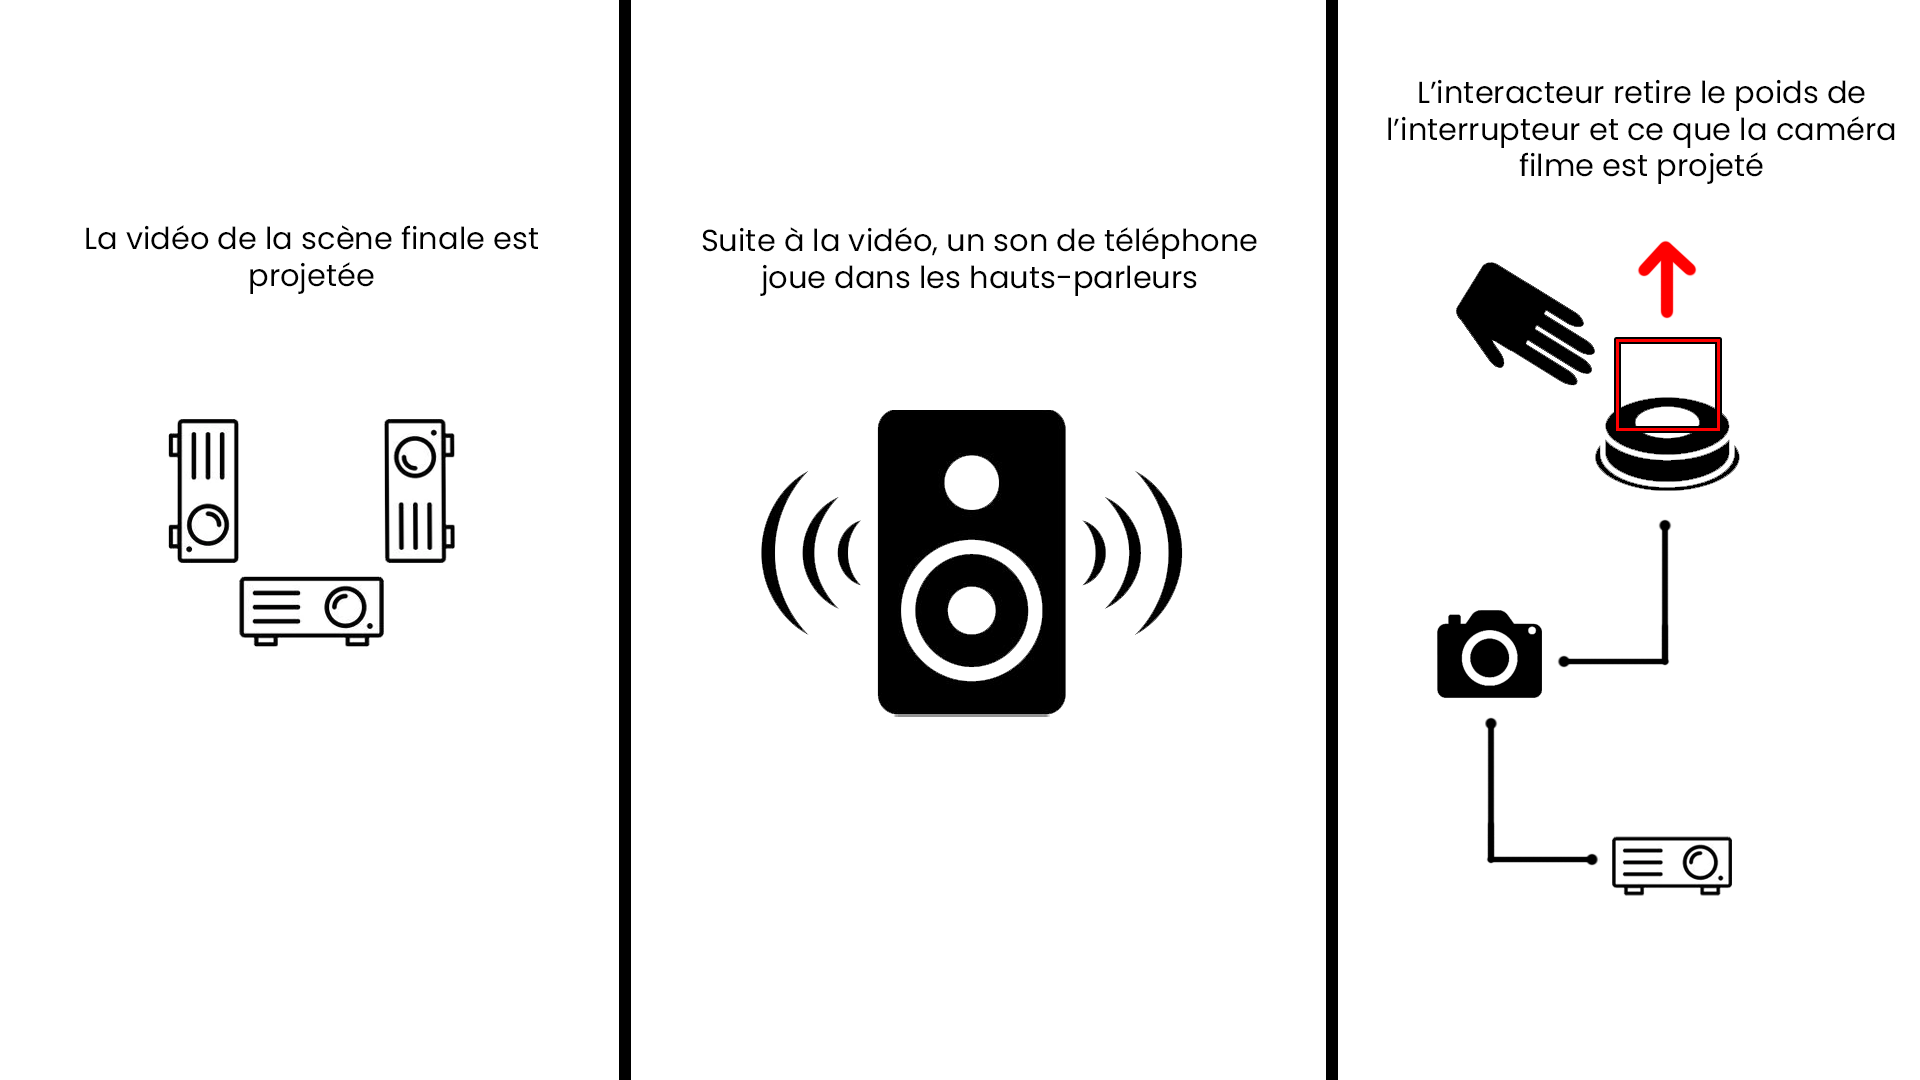 La vidéo de la scène finale est
projetée
Suite à la vidéo, un son de téléphone
joue dans les hauts-parleurs
L’interacteur retire le poids de
l’interrupteur et ce que la caméra
filme est projeté